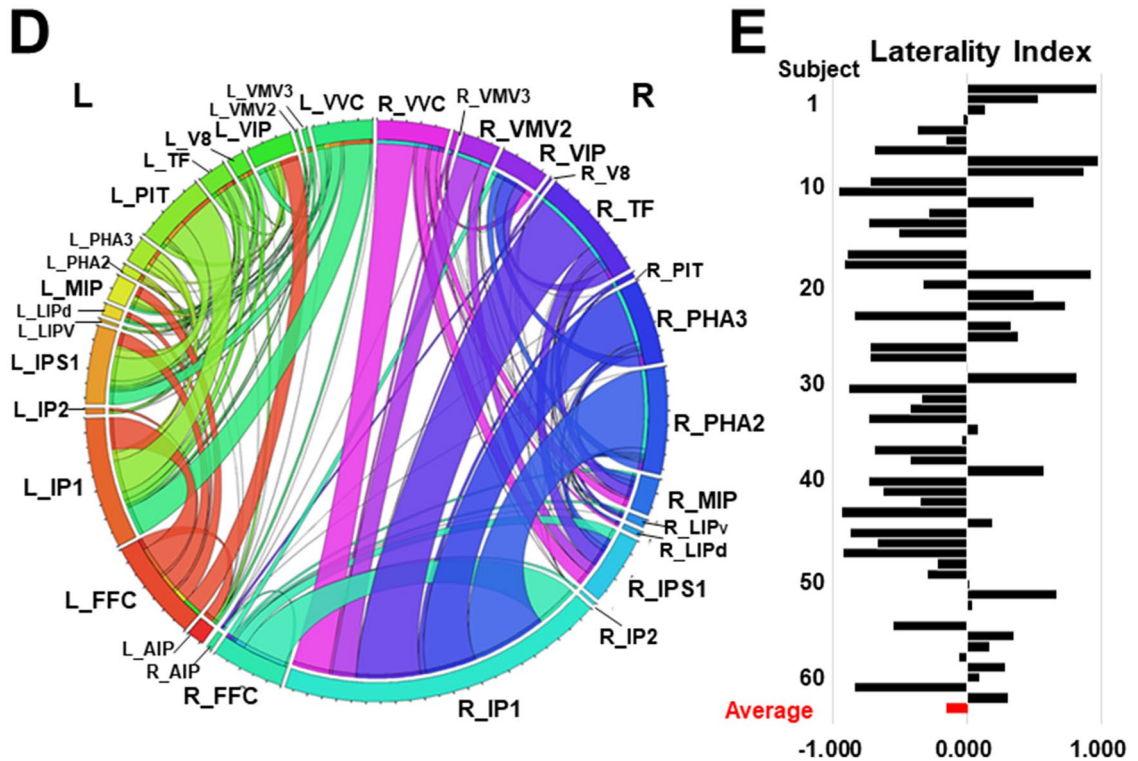 D
L
R
L_VMV3
L_VMV2
L_V8
L_VIP
L_VVC
R_VVC
R_VMV3
R_VMV2
R_VIP
R_V8
R_TF
R_PIT
R_PHA3
R_PHA2
R_MIP
R_LIPv
R_LIPd
R_IPS1
R_IP2
R_IP1
R_FFC
R_AIP
L_AIP
L_FFC
L_IP1
L_IP2
L_IPS1
L_LIPV
L_LIPd
L_MIP
L_PHA2
L_PHA3
L_PIT
L_TF
E
Laterality Index
Subject
1
10
20
30
40
50
60
Average
-1.000 0.000 1.000